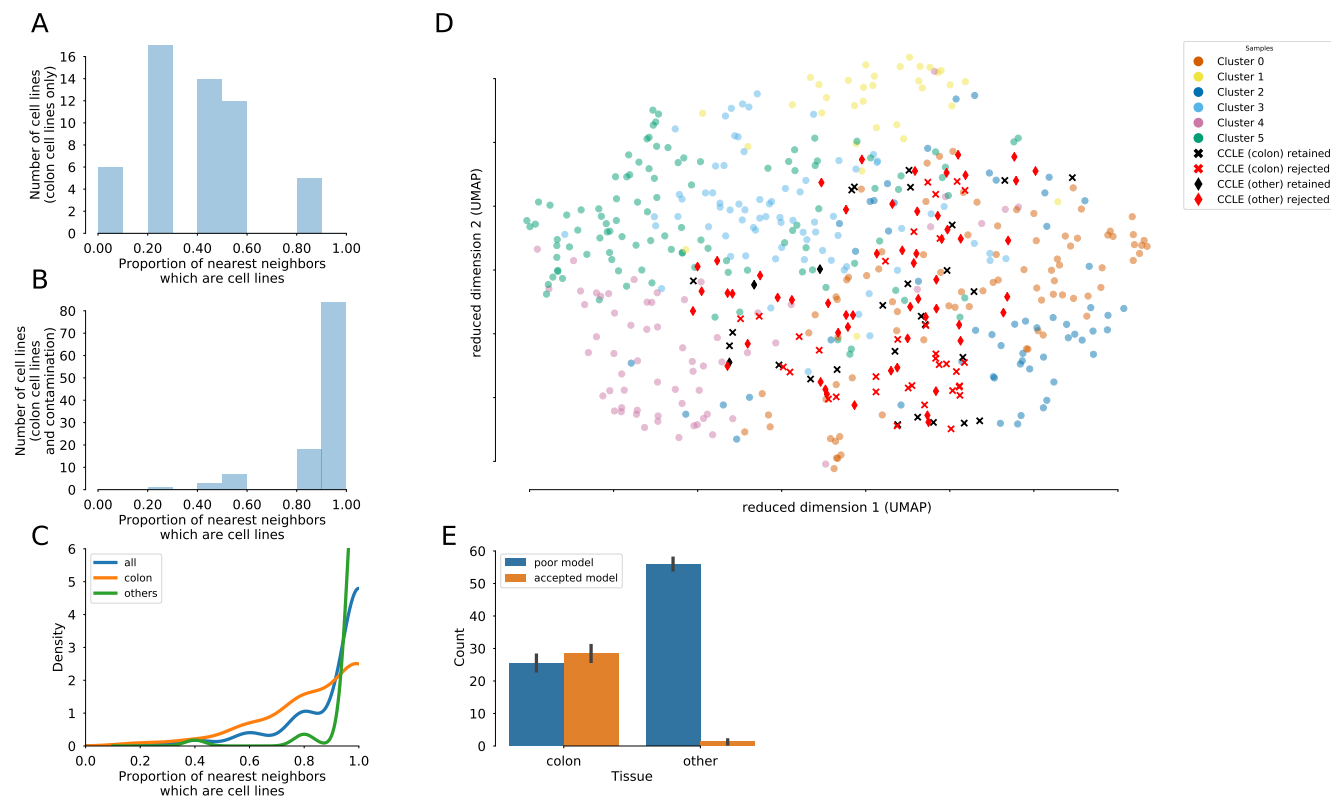 A
Number of cell lines
(colon cell lines only)
16
14
12
10
8
6
4
2
0
0.00 0.20 0.40 0.60 0.80 1.00
Proportion of nearest neighbors
which are cell lines
B
Number of cell lines
(colon cell lines
and contamination)
80
70
60
50
40
30
20
10
0
0.00 0.20 0.40 0.60 0.80 1.00
Proportion of nearest neighbors
which are cell lines
C
Density
6
5
4
3
2
1
0
all
colon
others
0.0 0.2 0.4 0.6 0.8 1.0
Proportion of nearest neighbors
which are cell lines
D
reduced dimension 2 (UMAP)
reduced dimension 1 (UMAP)
Samples
Cluster 0
Cluster 1
Cluster 2
Cluster 3
Cluster 4
Cluster 5
CCLE (colon) retained
CCLE (colon) rejected
CCLE (other) retained
CCLE (other) rejected
E
Count
60
50
40
30
20
10
0
poor model
accepted model
colon other
Tissue